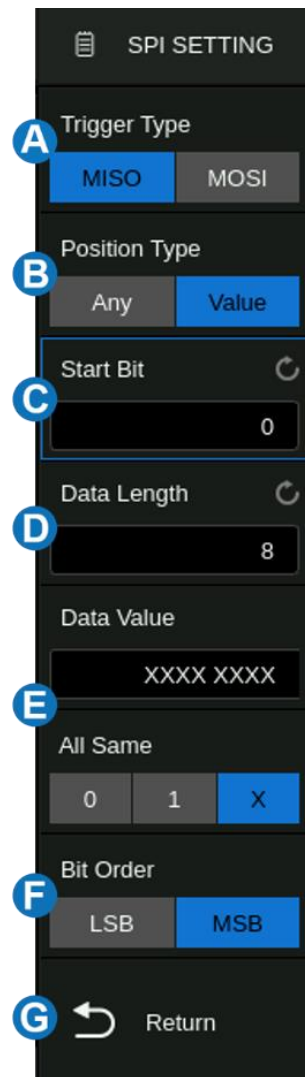 SPI SETTING
A
Trigger Type
MISO MOSI
B
Position Type
Any Value
C
Start Bit
0
D
Data Length
8
Data Value
XXXX XXXX
E
All Same
0 1 X
F
Bit Order
LSB MSB
G
Return